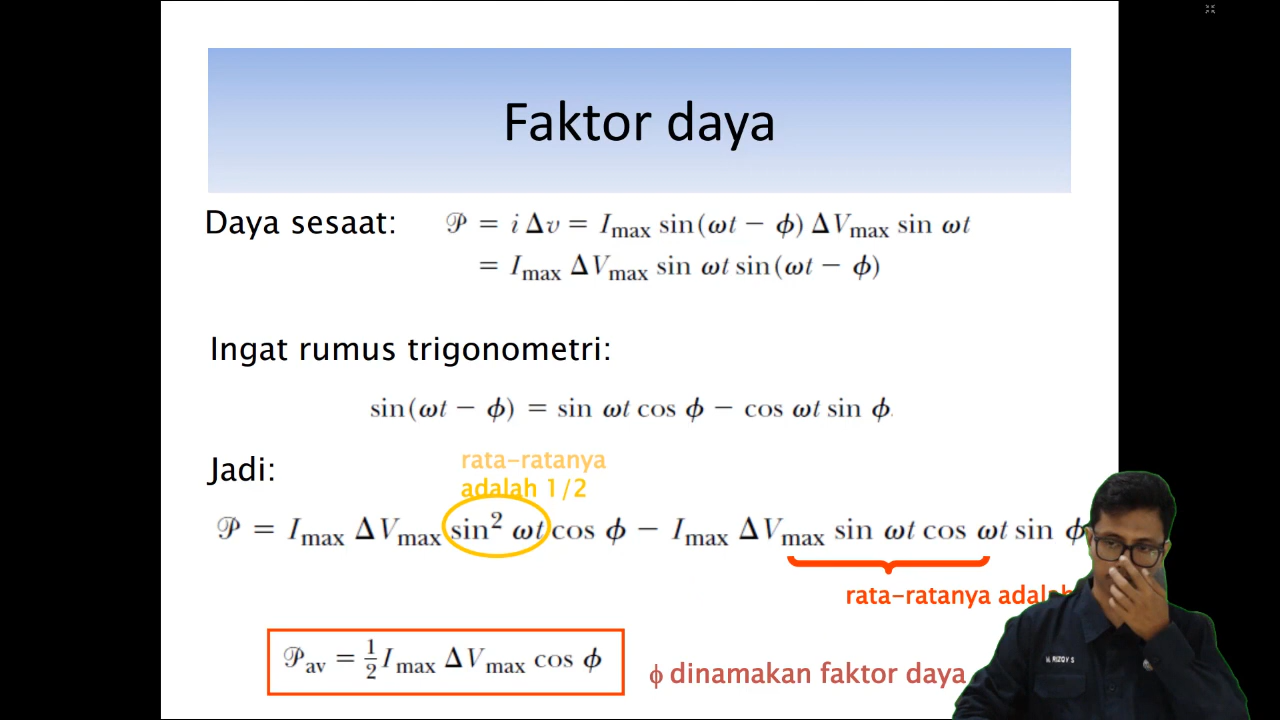 Faktor daya
Daya sesaat: 𝒫 = i Δv = I_max sin(ωt − ϕ) ΔV_max sin ωt
= I_max ΔV_max sin ωt sin(ωt − ϕ)
Ingat rumus trigonometri:
sin(ωt − ϕ) = sin ωt cos ϕ − cos ωt sin ϕ.
Jadi:
rata-ratanya
adalah 1/2
𝒫 = I_max ΔV_max sin² ωt cos ϕ − I_max ΔV_max sin ωt cos ωt sin ϕ
rata-ratanya adalah
𝒫_av = ½ I_max ΔV_max cos ϕ
ϕ dinamakan faktor daya